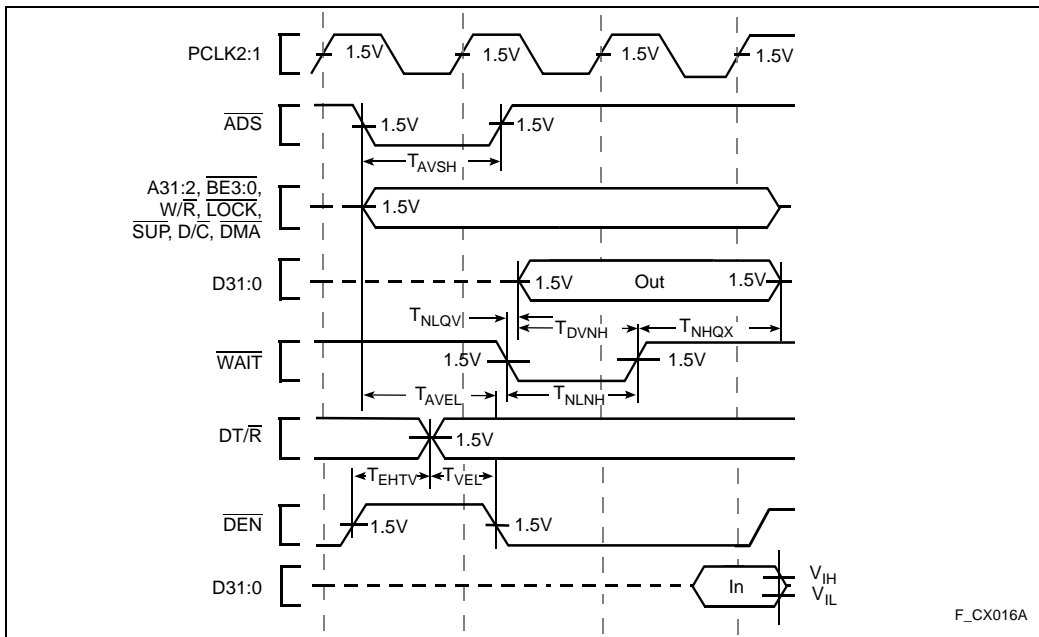 PCLK2:1
1.5V 1.5V 1.5V 1.5V
ADS
1.5V 1.5V
TAVSH
A31:2, BE3:0,
W/R, LOCK,
SUP, D/C, DMA
1.5V
D31:0
1.5V Out 1.5V
TNLQV
TDVNH
TNHQX
WAIT
1.5V 1.5V
TAVEL
TNLNH
DT/R
1.5V
TEHTV TVEL
DEN
1.5V 1.5V
D31:0
In
VIH
VIL
F_CX016A